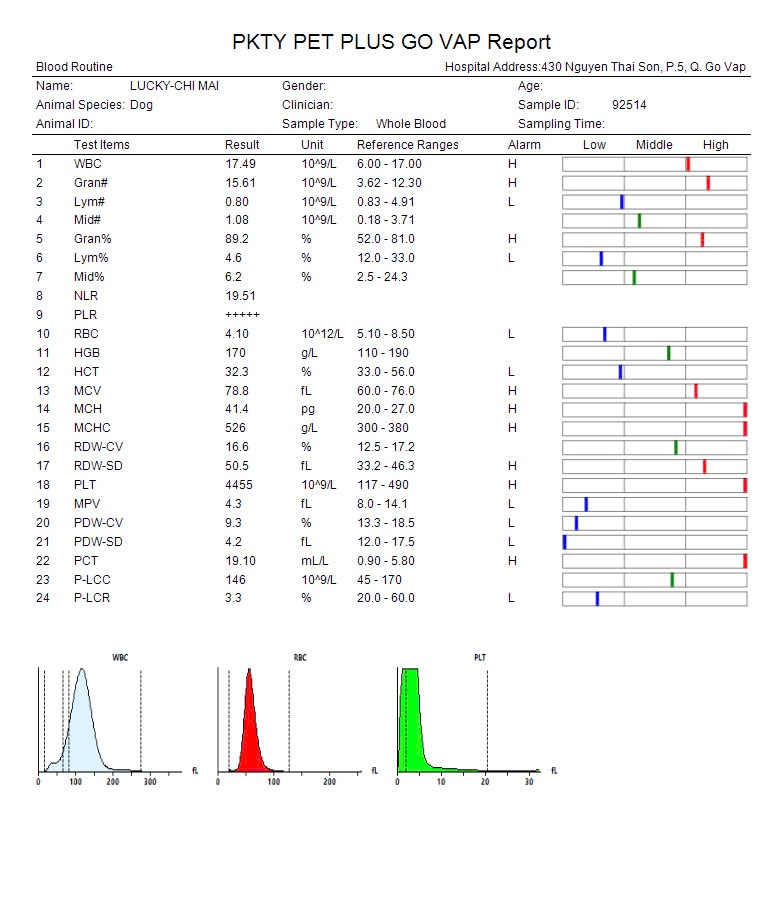 PKTY PET PLUS GO VAP Report
Blood Routine Hospital Address:430 Nguyen Thai Son, P.5, Q. Go Vap
Name: LUCKY-CHI MAI Gender: Age:
Animal Species: Dog Clinician: Sample ID: 92514
Animal ID: Sample Type: Whole Blood Sampling Time:
Test Items Result Unit Reference Ranges Alarm Low Middle High
1 WBC 17.49 10^9/L 6.00 - 17.00 H
2 Gran# 15.61 10^9/L 3.62 - 12.30 H
3 Lym# 0.80 10^9/L 0.83 - 4.91 L
4 Mid# 1.08 10^9/L 0.18 - 3.71
5 Gran% 89.2 % 52.0 - 81.0 H
6 Lym% 4.6 % 12.0 - 33.0 L
7 Mid% 6.2 % 2.5 - 24.3
8 NLR 19.51
9 PLR +++++
10 RBC 4.10 10^12/L 5.10 - 8.50 L
11 HGB 170 g/L 110 - 190
12 HCT 32.3 % 33.0 - 56.0 L
13 MCV 78.8 fL 60.0 - 76.0 H
14 MCH 41.4 pg 20.0 - 27.0 H
15 MCHC 526 g/L 300 - 380 H
16 RDW-CV 16.6 % 12.5 - 17.2
17 RDW-SD 50.5 fL 33.2 - 46.3 H
18 PLT 4455 10^9/L 117 - 490 H
19 MPV 4.3 fL 8.0 - 14.1 L
20 PDW-CV 9.3 % 13.3 - 18.5 L
21 PDW-SD 4.2 fL 12.0 - 17.5 L
22 PCT 19.10 mL/L 0.90 - 5.80 H
23 P-LCC 146 10^9/L 45 - 170
24 P-LCR 3.3 % 20.0 - 60.0 L
WBC RBC PLT
fL fL fL
0 100 200 300 0 100 200 0 10 20 30